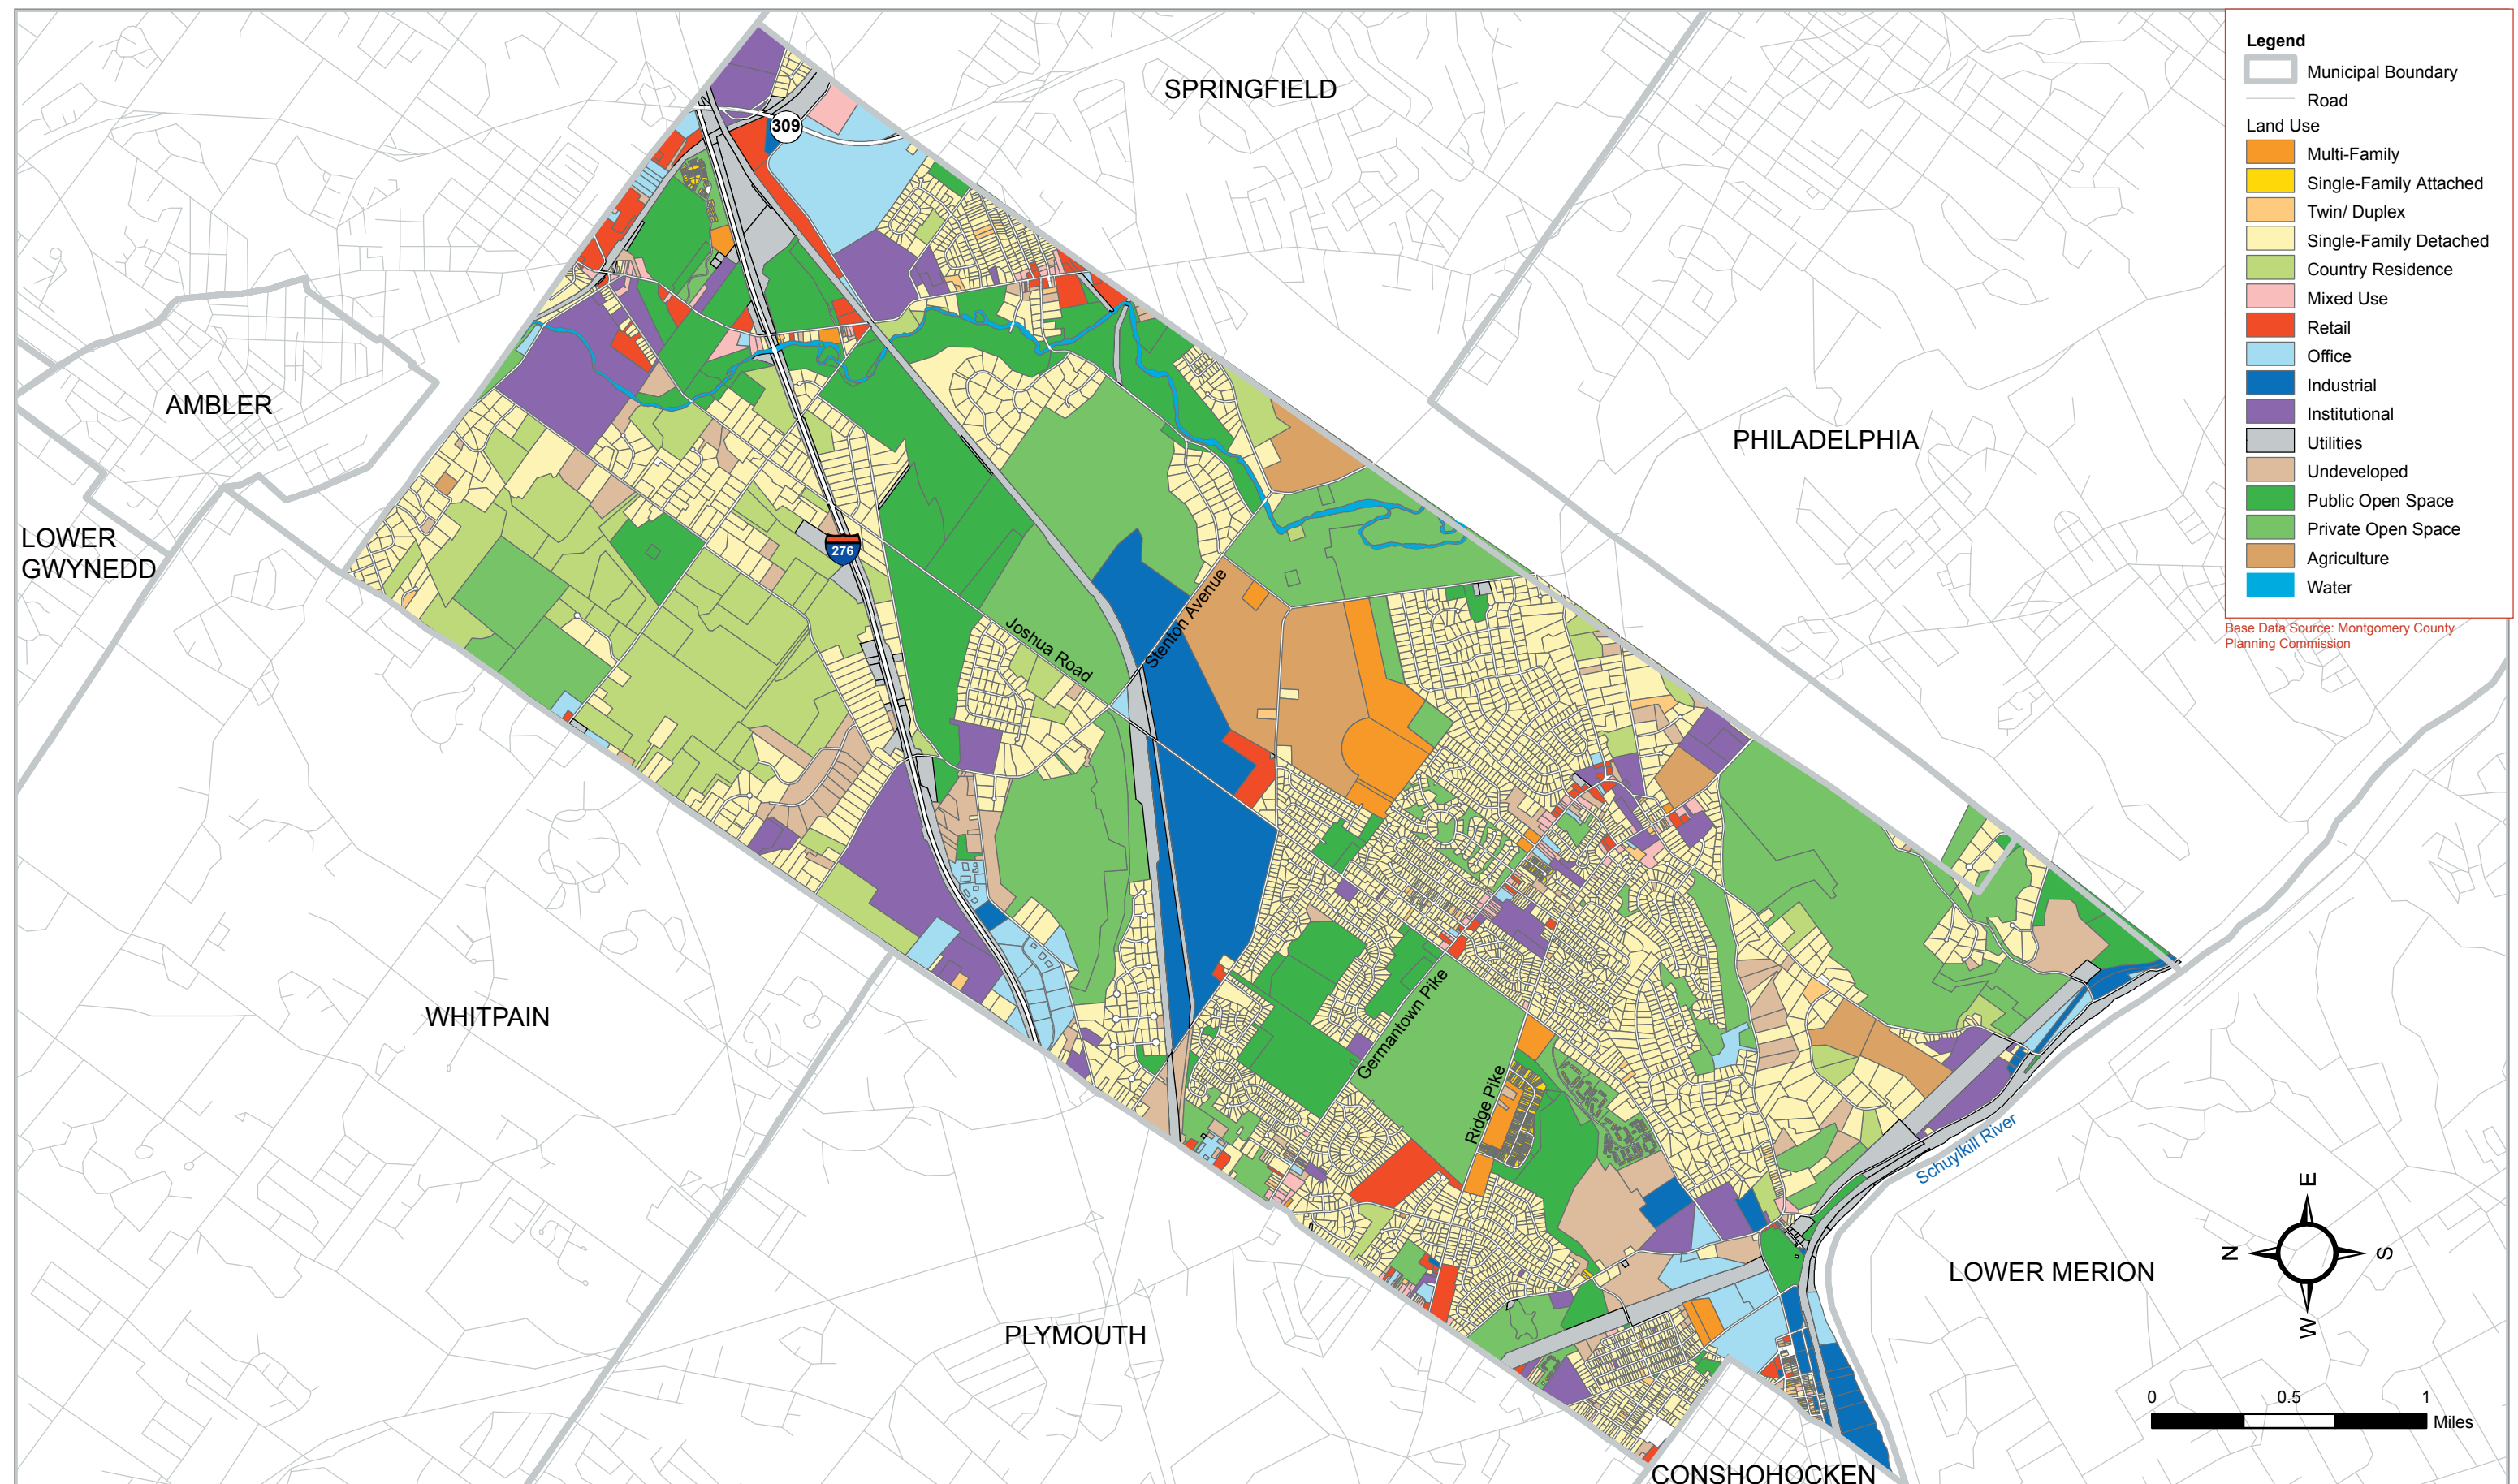 SPRINGFIELD
309
AMBLER
PHILADELPHIA
LOWER
GWYNEDD
276
Stenton Avenue
Joshua Road
WHITPAIN
Germantown Pike
Ridge Pike
Schuylkill River
LOWER MERION
PLYMOUTH
CONSHOHOCKEN
Legend
Municipal Boundary
Road
Land Use
Multi-Family
Single-Family Attached
Twin/ Duplex
Single-Family Detached
Country Residence
Mixed Use
Retail
Office
Industrial
Institutional
Utilities
Undeveloped
Public Open Space
Private Open Space
Agriculture
Water
Base Data Source: Montgomery County
Planning Commission
E
N
S
W
0 0.5 1
Miles